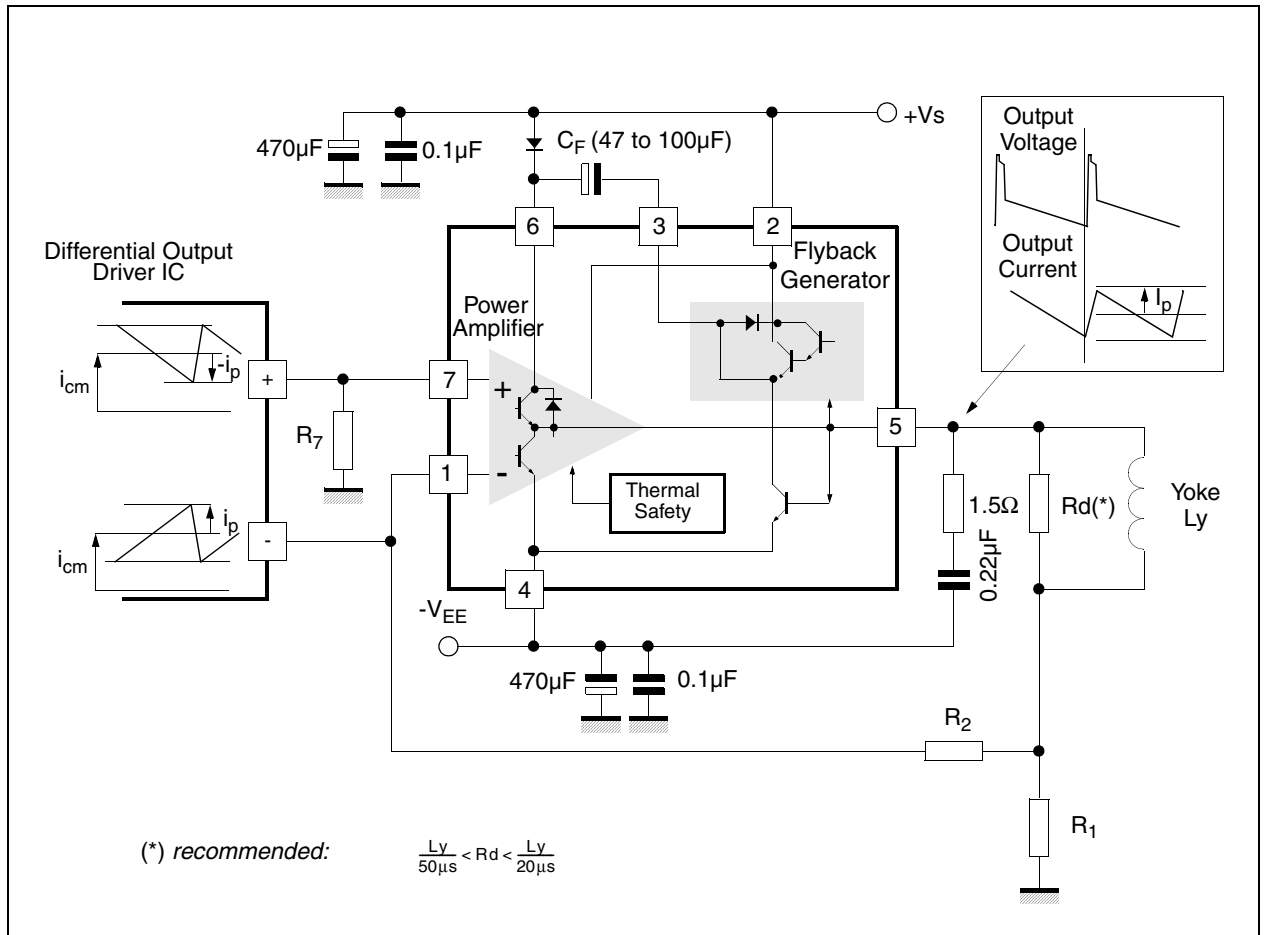 +Vs
470µF
0.1µF
C_F (47 to 100µF)
Output
Voltage
Output
Current
I_p
6
3
2
Differential Output
Driver IC
Flyback
Generator
Power
Amplifier
i_cm
-i_p
+
7
+
R_7
5
1
-
Thermal
Safety
1.5Ω
Rd(*)
Yoke
Ly
i_p
i_cm
-
0.22µF
4
-V_EE
470µF
0.1µF
R_2
R_1
(*) recommended:
Ly
50µs
< Rd <
Ly
20µs